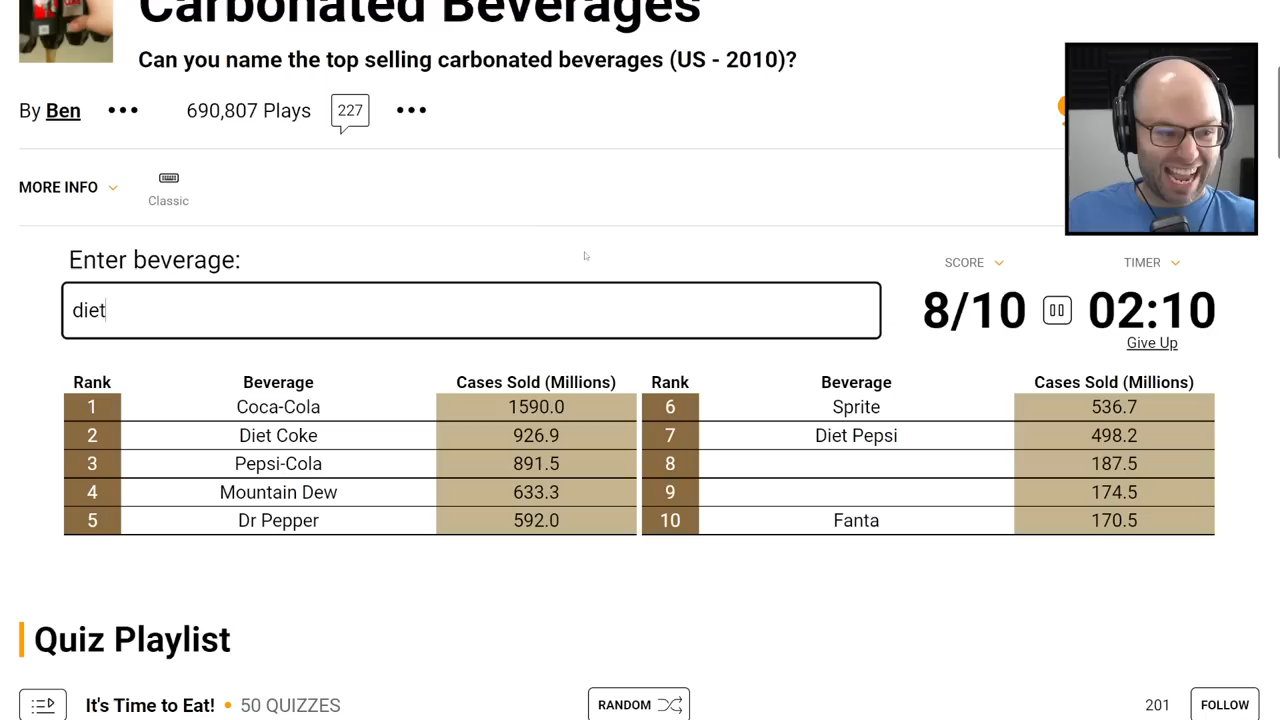 Carbonated Beverages
Can you name the top selling carbonated beverages (US - 2010)?
By Ben ••• 690,807 Plays 227 •••
MORE INFO
Classic
Enter beverage:
diet
SCORE
TIMER
8/10 02:10
Give Up
Rank Beverage Cases Sold (Millions) Rank Beverage Cases Sold (Millions)
1 Coca-Cola 1590.0 6 Sprite 536.7
2 Diet Coke 926.9 7 Diet Pepsi 498.2
3 Pepsi-Cola 891.5 8 187.5
4 Mountain Dew 633.3 9 174.5
5 Dr Pepper 592.0 10 Fanta 170.5
Quiz Playlist
It's Time to Eat! • 50 QUIZZES RANDOM 201 FOLLOW